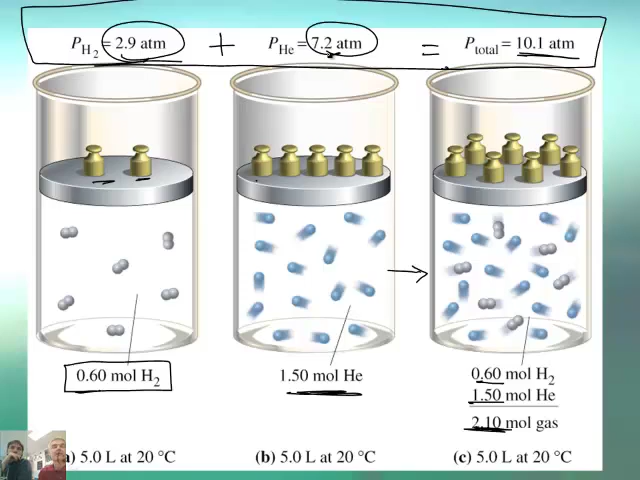 P_H2 = 2.9 atm + P_He = 7.2 atm = P_total = 10.1 atm
0.60 mol H2
1.50 mol He
0.60 mol H2
1.50 mol He
2.10 mol gas
a) 5.0 L at 20 °C
(b) 5.0 L at 20 °C
(c) 5.0 L at 20 °C